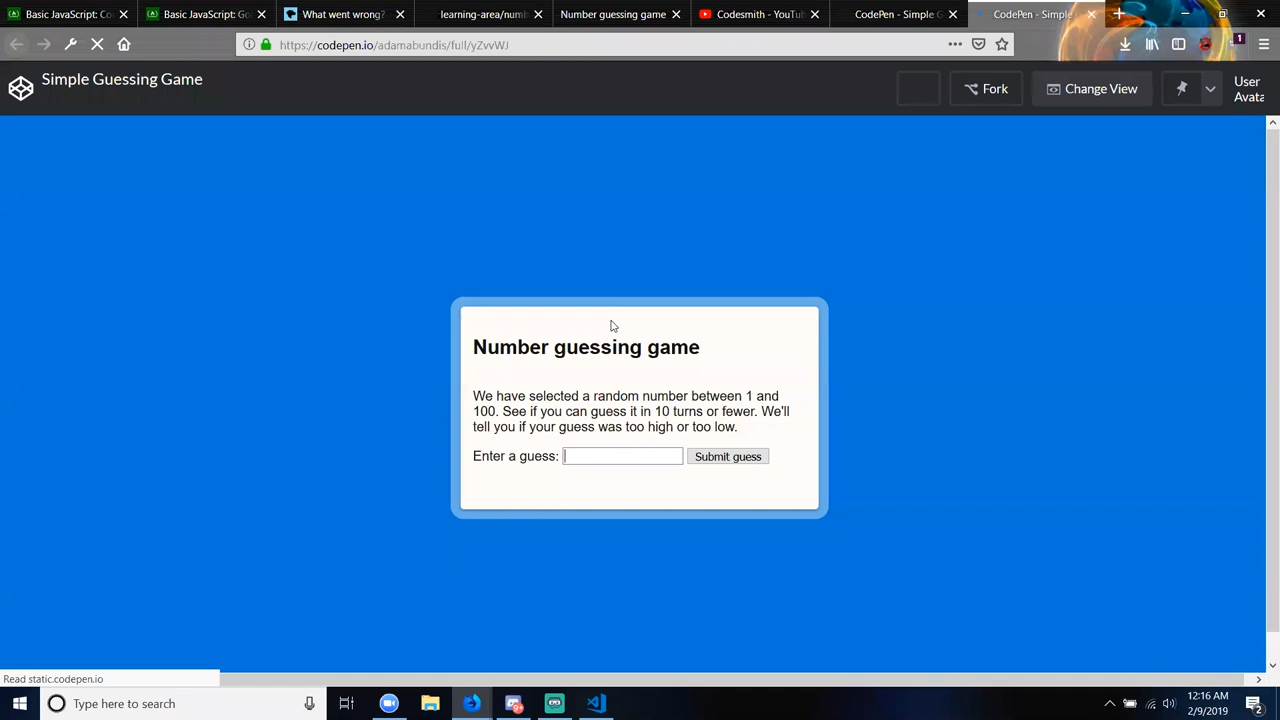 Basic JavaScript: Co
Basic JavaScript: Go
What went wrong?
learning-area/num
Number guessing game
Codesmith - YouTu
CodePen - Simple G
CodePen - Simple
https://codepen.io/adamabundis/full/yZvvWJ
1
Simple Guessing Game
Fork
Change View
User
Avata
Number guessing game
We have selected a random number between 1 and
100. See if you can guess it in 10 turns or fewer. We'll
tell you if your guess was too high or too low.
Enter a guess:
Submit guess
Read static.codepen.io
Type here to search
12:16 AM
2/9/2019
2